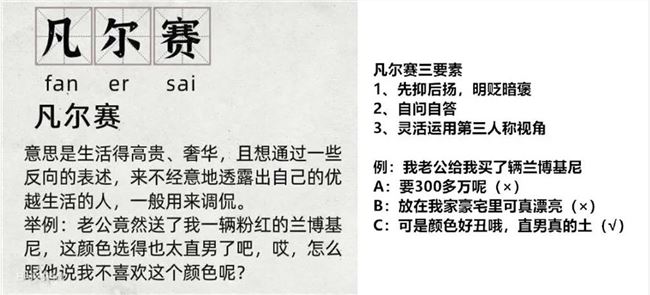 凡尔赛
fan er sai
凡尔赛
意思是生活得高贵、奢华，且想通过一些
反向的表述，来不经意地透露出自己的优
越生活的人，一般用来调侃。
举例：老公竟然送了我一辆粉红的兰博基
尼，这颜色选得也太直男了吧，哎，怎么
跟他说我不喜欢这个颜色呢？
凡尔赛三要素
1、先抑后扬，明贬暗褒
2、自问自答
3、灵活运用第三人称视角
例：我老公给我买了辆兰博基尼
A：要300多万呢（×）
B：放在我家豪宅里可真漂亮（×）
C：可是颜色好丑哦，直男真的土（√）